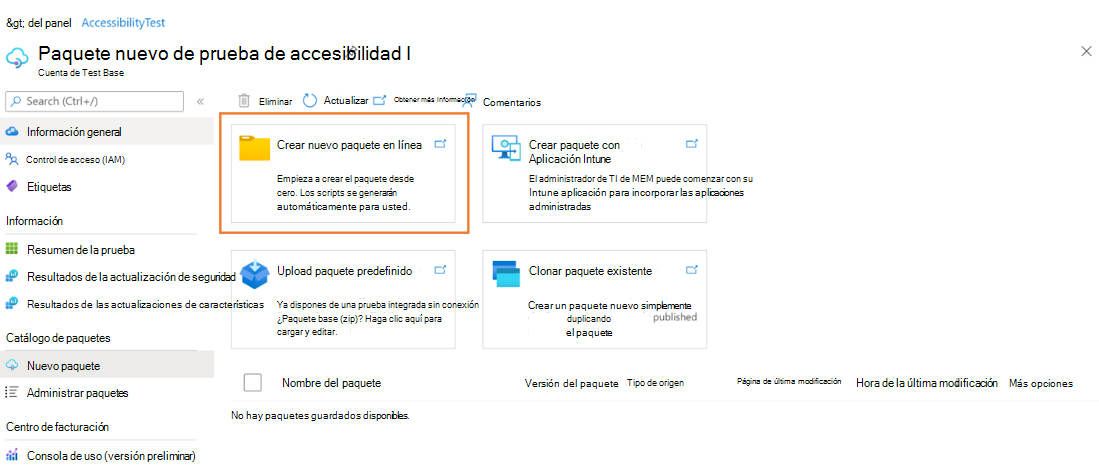 &gt; del panel AccessibilityTest
Paquete nuevo de prueba de accesibilidad I
Cuenta de Test Base
Search (Ctrl+/)
«
Eliminar
Actualizar
Obtener más información
Comentarios
Información general
Control de acceso (IAM)
Etiquetas
Información
Resumen de la prueba
Resultados de la actualización de seguridad
Resultados de las actualizaciones de características
Catálogo de paquetes
Nuevo paquete
Administrar paquetes
Centro de facturación
Consola de uso (versión preliminar)
Crear nuevo paquete en línea
Empieza a crear el paquete desde
cero. Los scripts se generarán
automáticamente para usted.
Crear paquete con
Aplicación Intune
El administrador de TI de MEM puede comenzar con su
Intune aplicación para incorporar las aplicaciones
administradas
Upload paquete predefinido
Ya dispones de una prueba integrada sin conexión
¿Paquete base (zip)? Haga clic aquí para
cargar y editar.
Clonar paquete existente
Crear un paquete nuevo simplemente
duplicando published
el paquete
Nombre del paquete
Versión del paquete
Tipo de origen
Página de última modificación
Hora de la última modificación
Más opciones
No hay paquetes guardados disponibles.